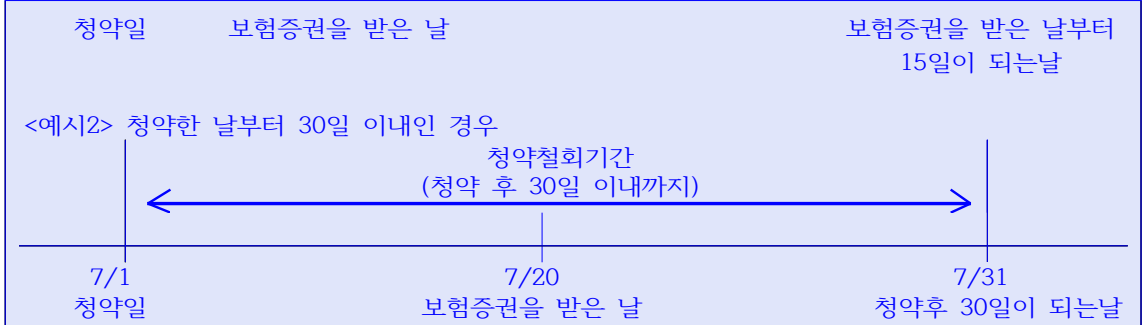 청약일 보험증권을 받은 날 보험증권을 받은 날부터
15일이 되는날
<예시2> 청약한 날부터 30일 이내인 경우
청약철회기간
(청약 후 30일 이내까지)
7/1 7/20 7/31
청약일 보험증권을 받은 날 청약후 30일이 되는날